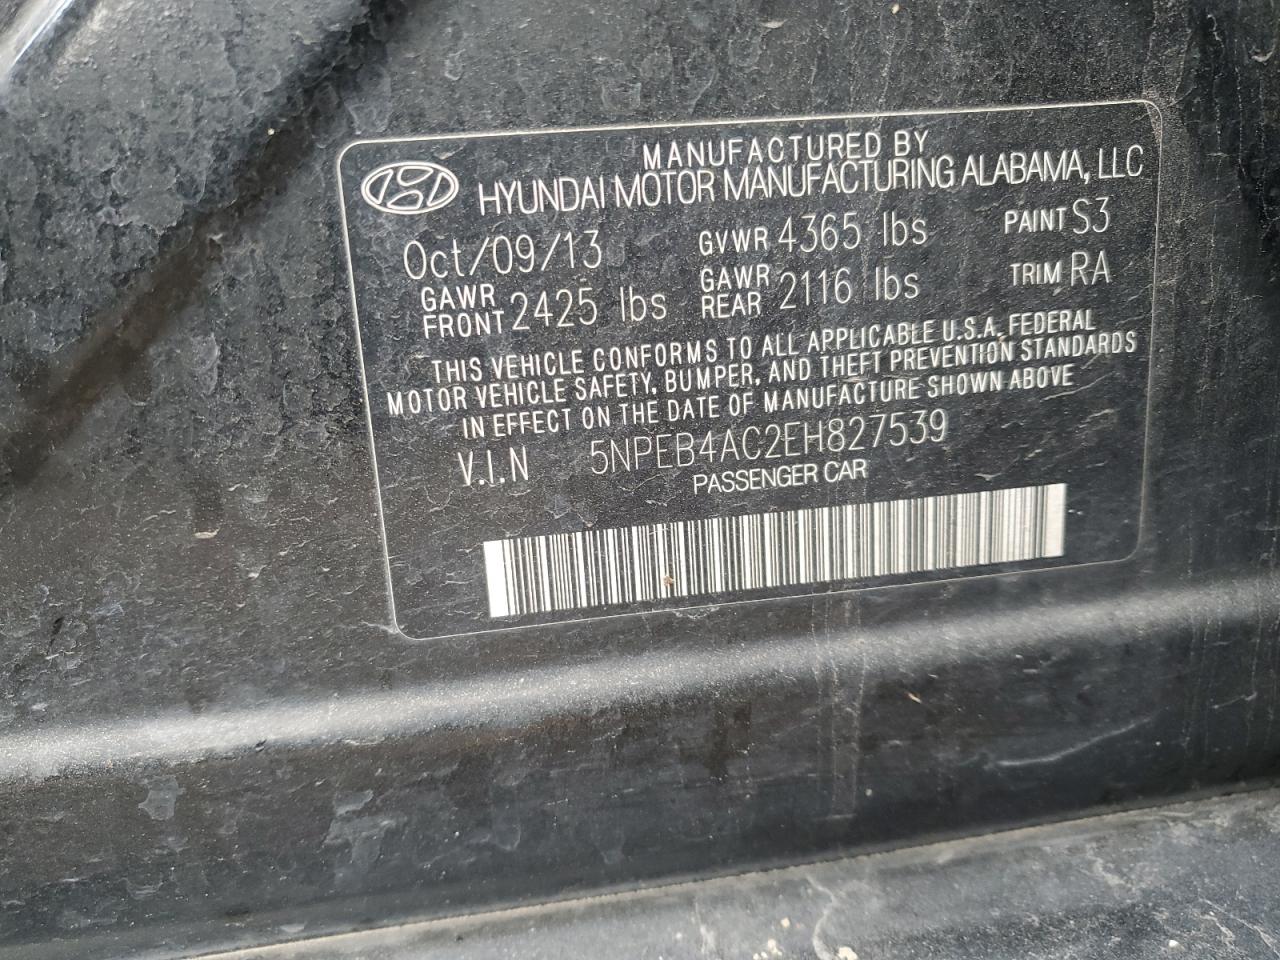 MANUFACTURED BY
HYUNDAI MOTOR MANUFACTURING ALABAMA, LLC
Oct/09/13 GVWR 4365 lbs PAINT S3
GAWR FRONT 2425 lbs GAWR REAR 2116 lbs TRIM RA
THIS VEHICLE CONFORMS TO ALL APPLICABLE U.S.A. FEDERAL
MOTOR VEHICLE SAFETY, BUMPER, AND THEFT PREVENTION STANDARDS
IN EFFECT ON THE DATE OF MANUFACTURE SHOWN ABOVE
V.I.N 5NPEB4AC2EH827539
PASSENGER CAR